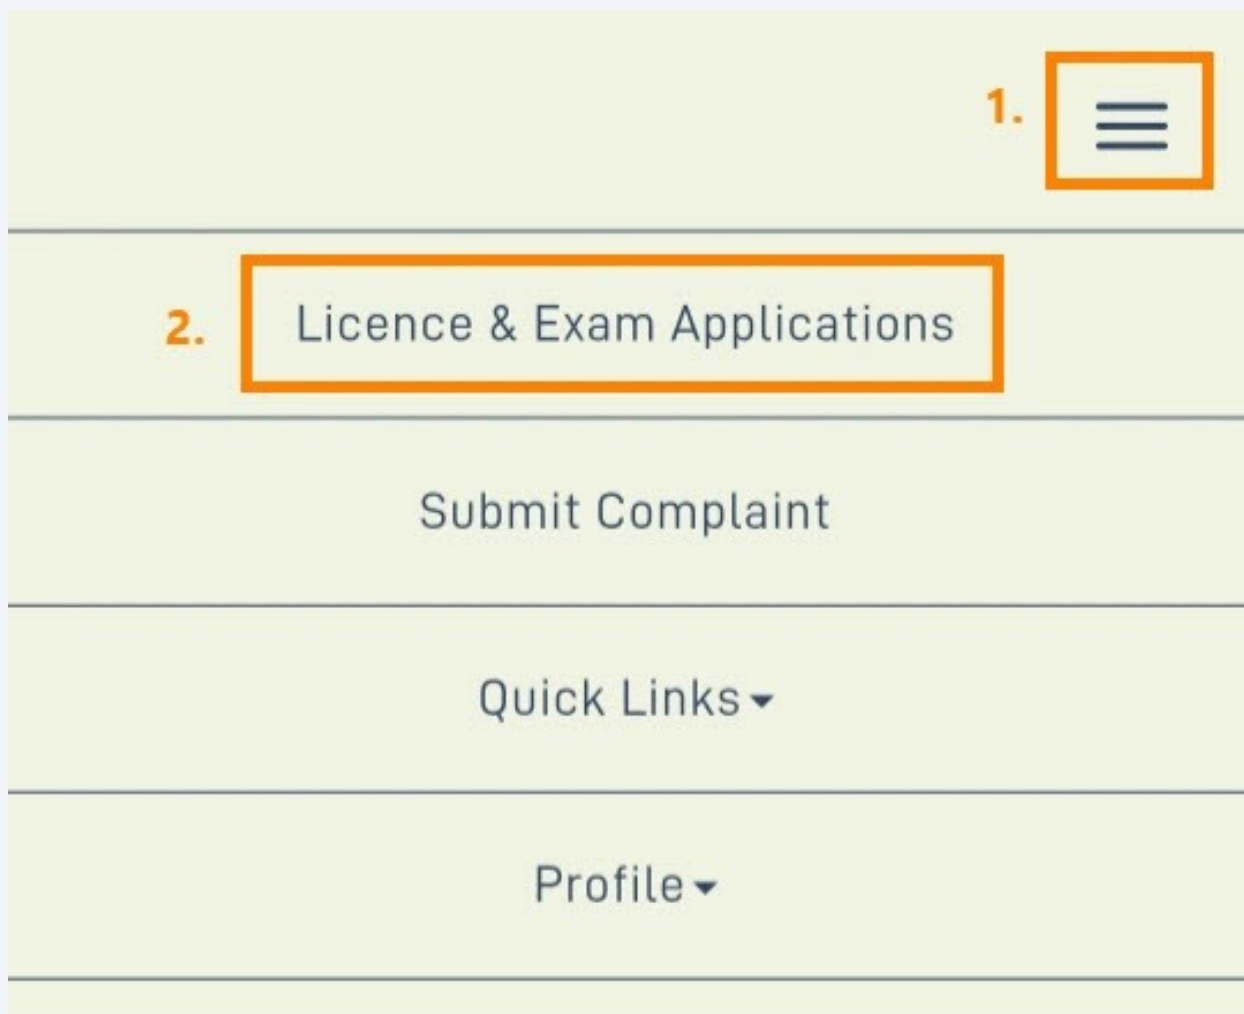 1.
2. Licence & Exam Applications
Submit Complaint
Quick Links
Profile